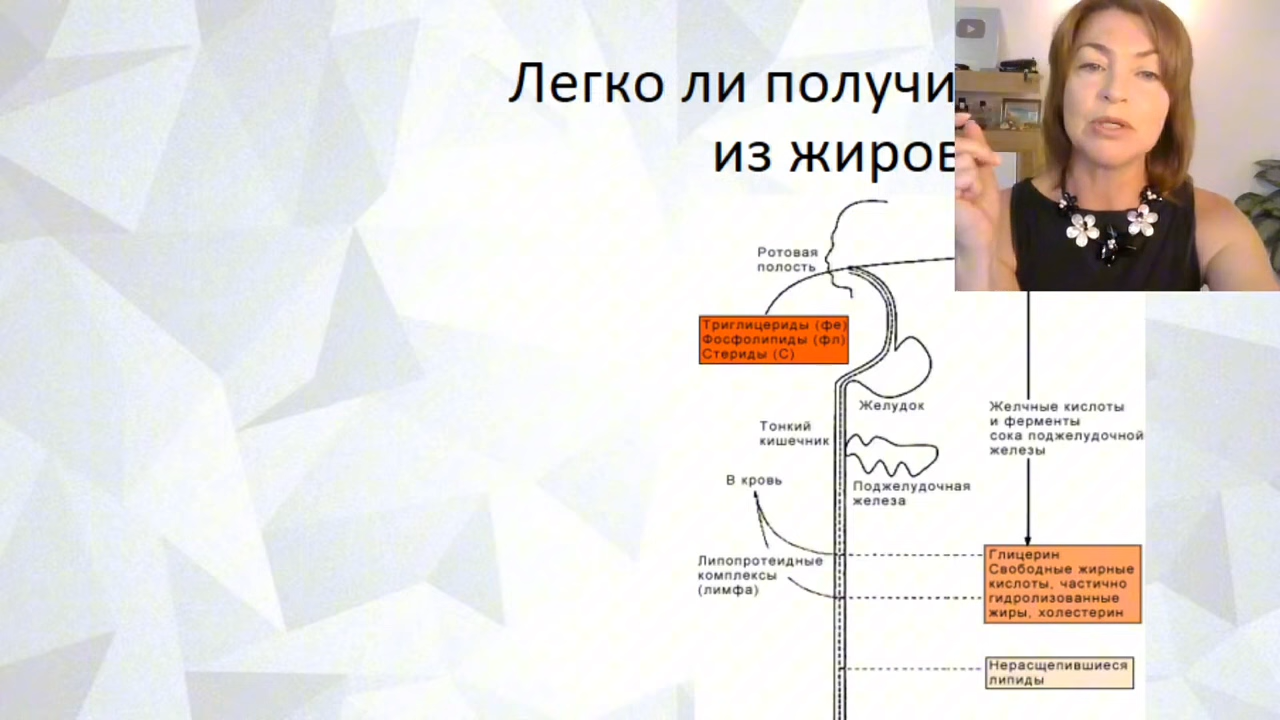 Легко ли получи
из жиров
Ротовая
полость
Триглицериды (фе)
Фосфолипиды (фл)
Стериды (С)
Желудок
Желчные кислоты
и ферменты
сока поджелудочной
железы
Тонкий
кишечник
В кровь
Поджелудочная
железа
Липопротеидные
комплексы
(лимфа)
Глицерин
Свободные жирные
кислоты, частично
гидролизованные
жиры, холестерин
Нерасщепившиеся
липиды